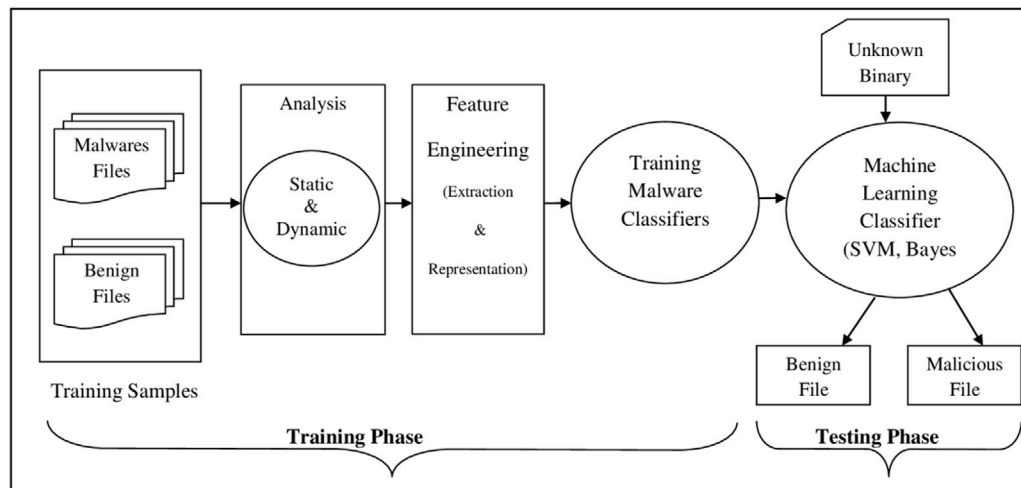 Malwares
Files
Benign
Files
Training Samples
Analysis
Static
&
Dynamic
Feature
Engineering
(Extraction
&
Representation)
Training
Malware
Classifiers
Unknown
Binary
Machine
Learning
Classifier
(SVM, Bayes
Benign
File
Malicious
File
Training Phase
Testing Phase